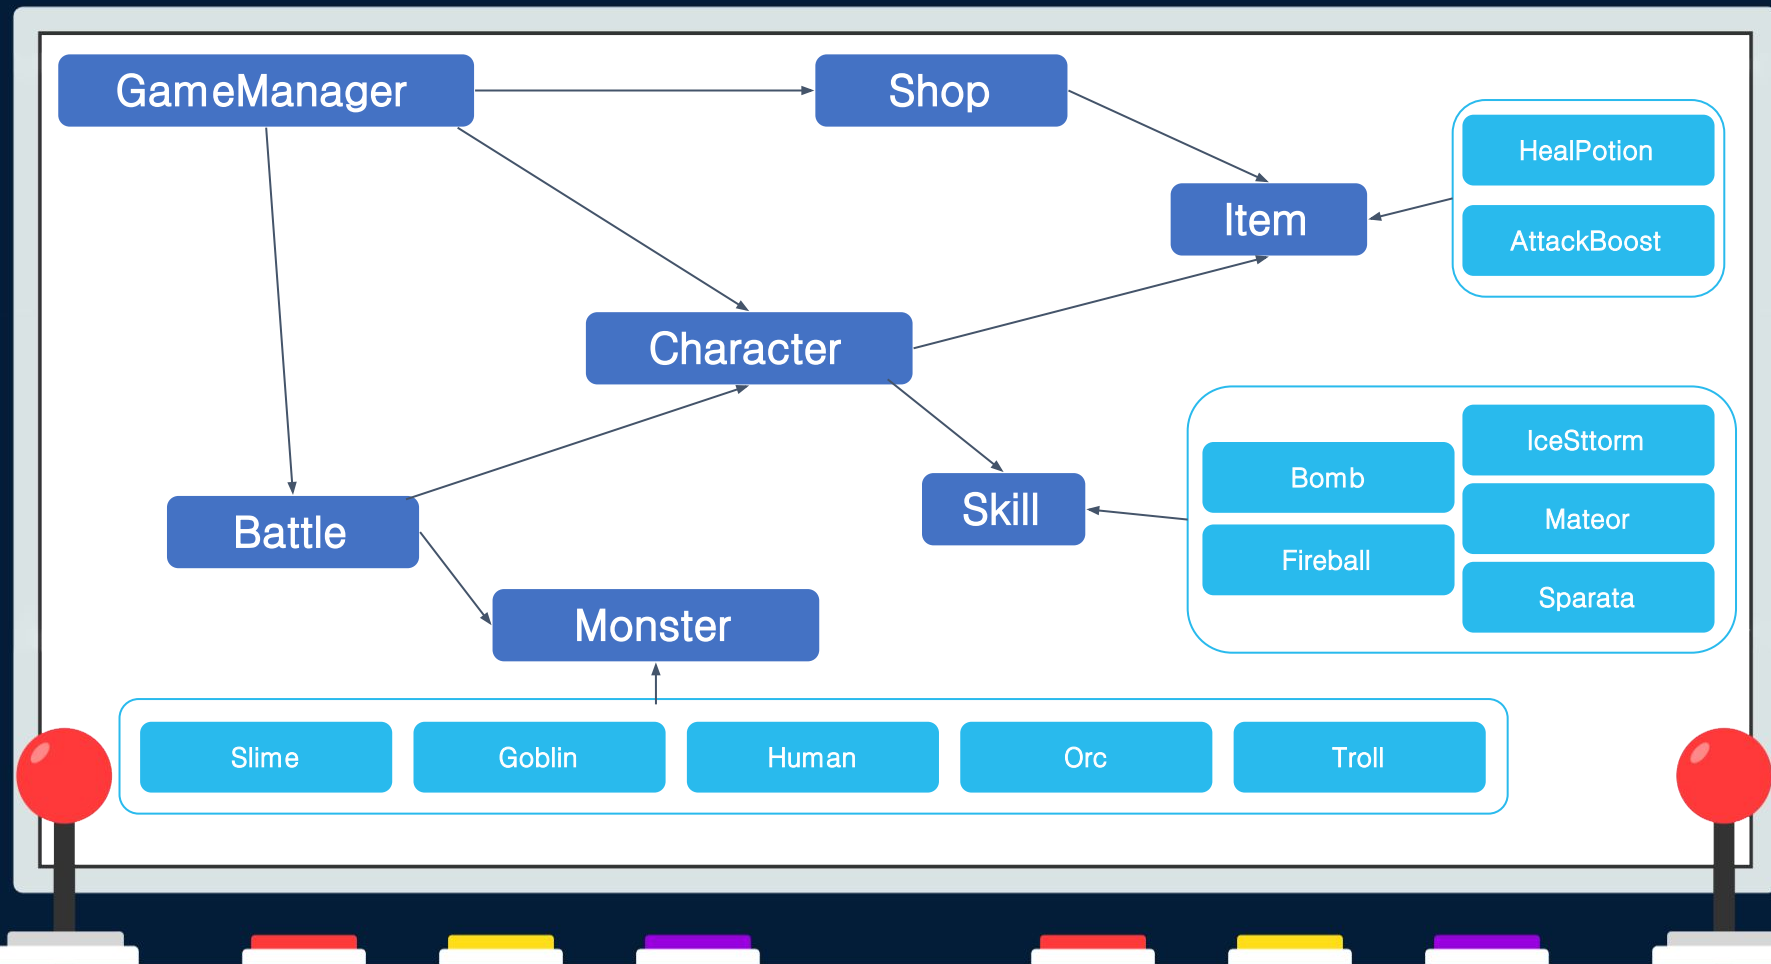 GameManager
Shop
HealPotion
Item
AttackBoost
Character
IceSttorm
Bomb
Skill
Mateor
Battle
Fireball
Sparata
Monster
Slime
Goblin
Human
Orc
Troll